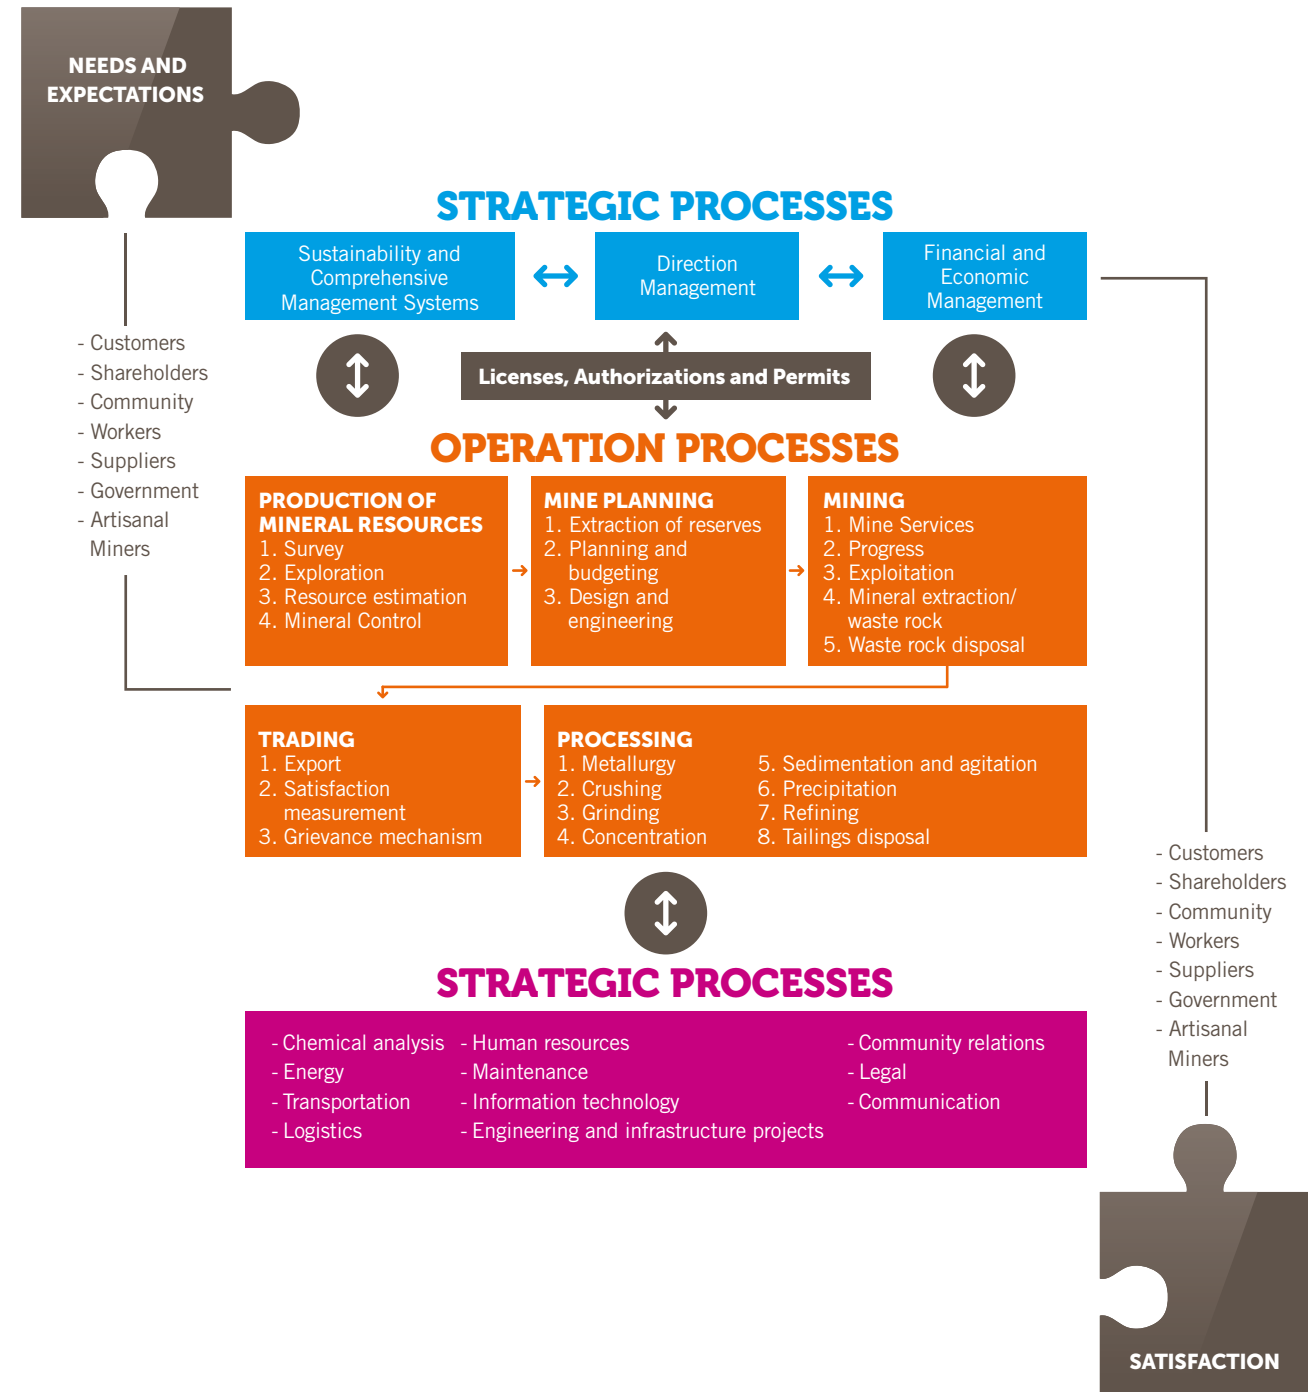 NEEDS AND
EXPECTATIONS
- Customers
- Shareholders
- Community
- Workers
- Suppliers
- Government
- Artisanal
Miners
STRATEGIC PROCESSES
Sustainability and
Comprehensive
Management Systems
Direction
Management
Financial and
Economic
Management
Licenses, Authorizations and Permits
OPERATION PROCESSES
PRODUCTION OF
MINERAL RESOURCES
1. Survey
2. Exploration
3. Resource estimation
4. Mineral Control
MINE PLANNING
1. Extraction of reserves
2. Planning and
budgeting
3. Design and
engineering
MINING
1. Mine Services
2. Progress
3. Exploitation
4. Mineral extraction/
waste rock
5. Waste rock disposal
TRADING
1. Export
2. Satisfaction
measurement
3. Grievance mechanism
PROCESSING
1. Metallurgy
2. Crushing
3. Grinding
4. Concentration
5. Sedimentation and agitation
6. Precipitation
7. Refining
8. Tailings disposal
STRATEGIC PROCESSES
- Chemical analysis
- Energy
- Transportation
- Logistics
- Human resources
- Maintenance
- Information technology
- Engineering and infrastructure projects
- Community relations
- Legal
- Communication
- Customers
- Shareholders
- Community
- Workers
- Suppliers
- Government
- Artisanal
Miners
SATISFACTION